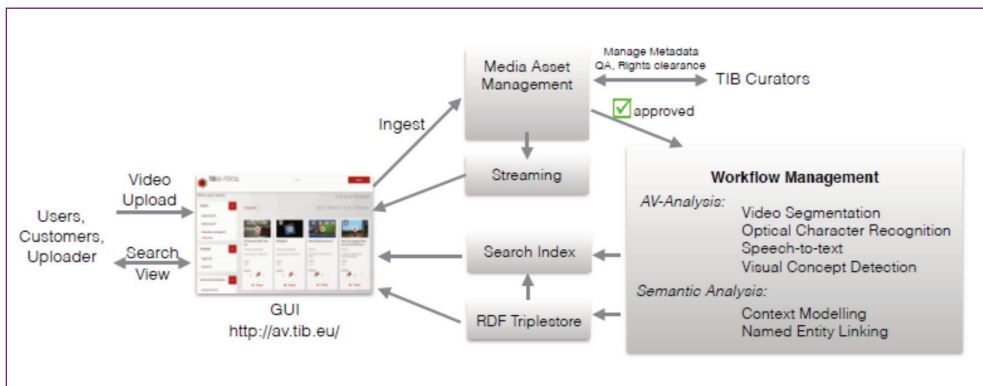 Media Asset
Management
Manage Metadata
QA, Rights clearance
TIB Curators
approved
Ingest
Streaming
Video
Upload
Users,
Customers,
Uploader
Search
View
GUI
http://av.tib.eu/
Search Index
RDF Triplestore
Workflow Management
AV-Analysis:
Video Segmentation
Optical Character Recognition
Speech-to-text
Visual Concept Detection
Semantic Analysis:
Context Modelling
Named Entity Linking